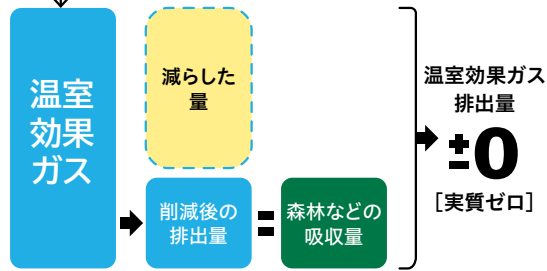 温室
効果
ガス
減らした
量
削減後の
排出量
=
森林などの
吸収量
温室効果ガス
排出量
±0
［実質ゼロ］